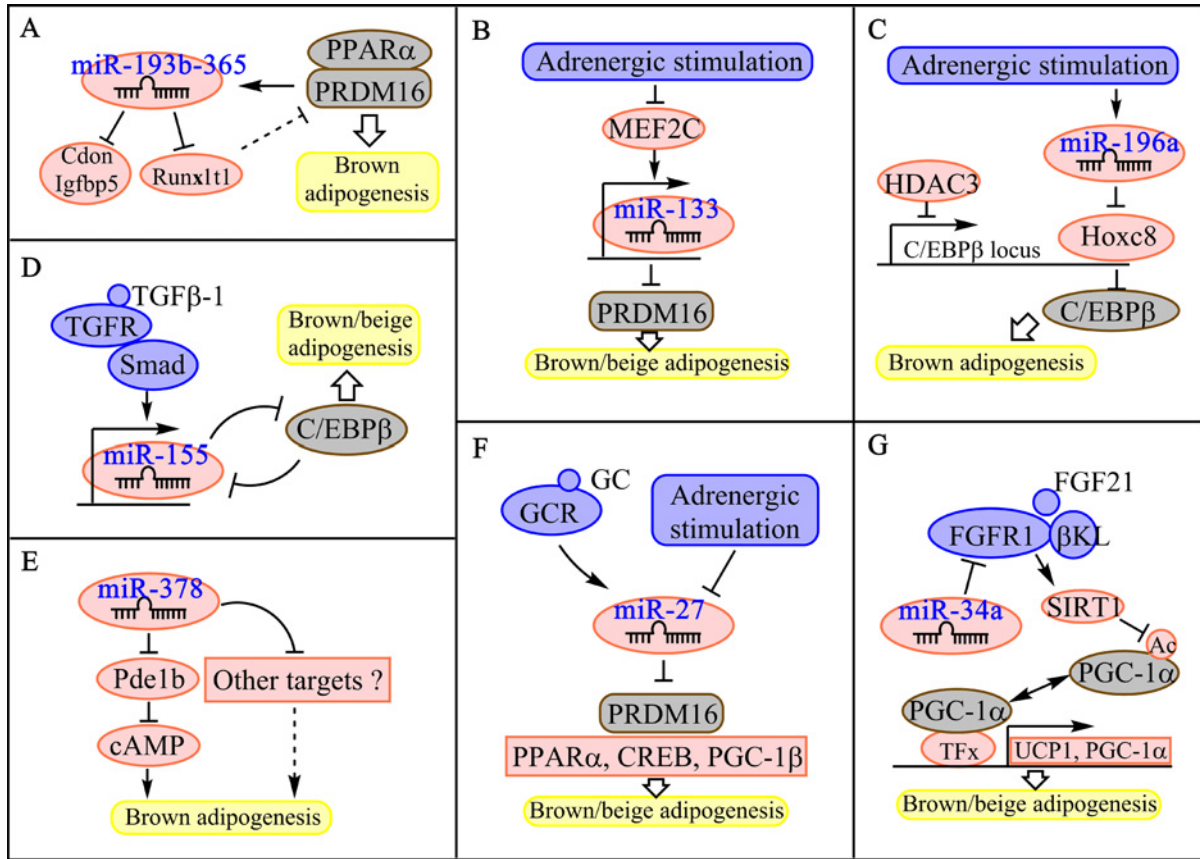 A
miR-193b-365
PPARα
PRDM16
Cdon
Igfbp5
Runx1t1
Brown
adipogenesis
B
Adrenergic stimulation
MEF2C
miR-133
PRDM16
Brown/beige adipogenesis
C
Adrenergic stimulation
miR-196a
HDAC3
Hoxc8
C/EBPβ locus
C/EBPβ
Brown adipogenesis
D
TGFβ-1
TGFR
Smad
miR-155
Brown/beige
adipogenesis
C/EBPβ
E
miR-378
Pde1b
Other targets ?
cAMP
Brown adipogenesis
F
GC
GCR
Adrenergic
stimulation
miR-27
PRDM16
PPARα, CREB, PGC-1β
Brown/beige adipogenesis
G
FGF21
FGFR1
βKL
miR-34a
SIRT1
Ac
PGC-1α
PGC-1α
TFx
UCP1, PGC-1α
Brown/beige adipogenesis